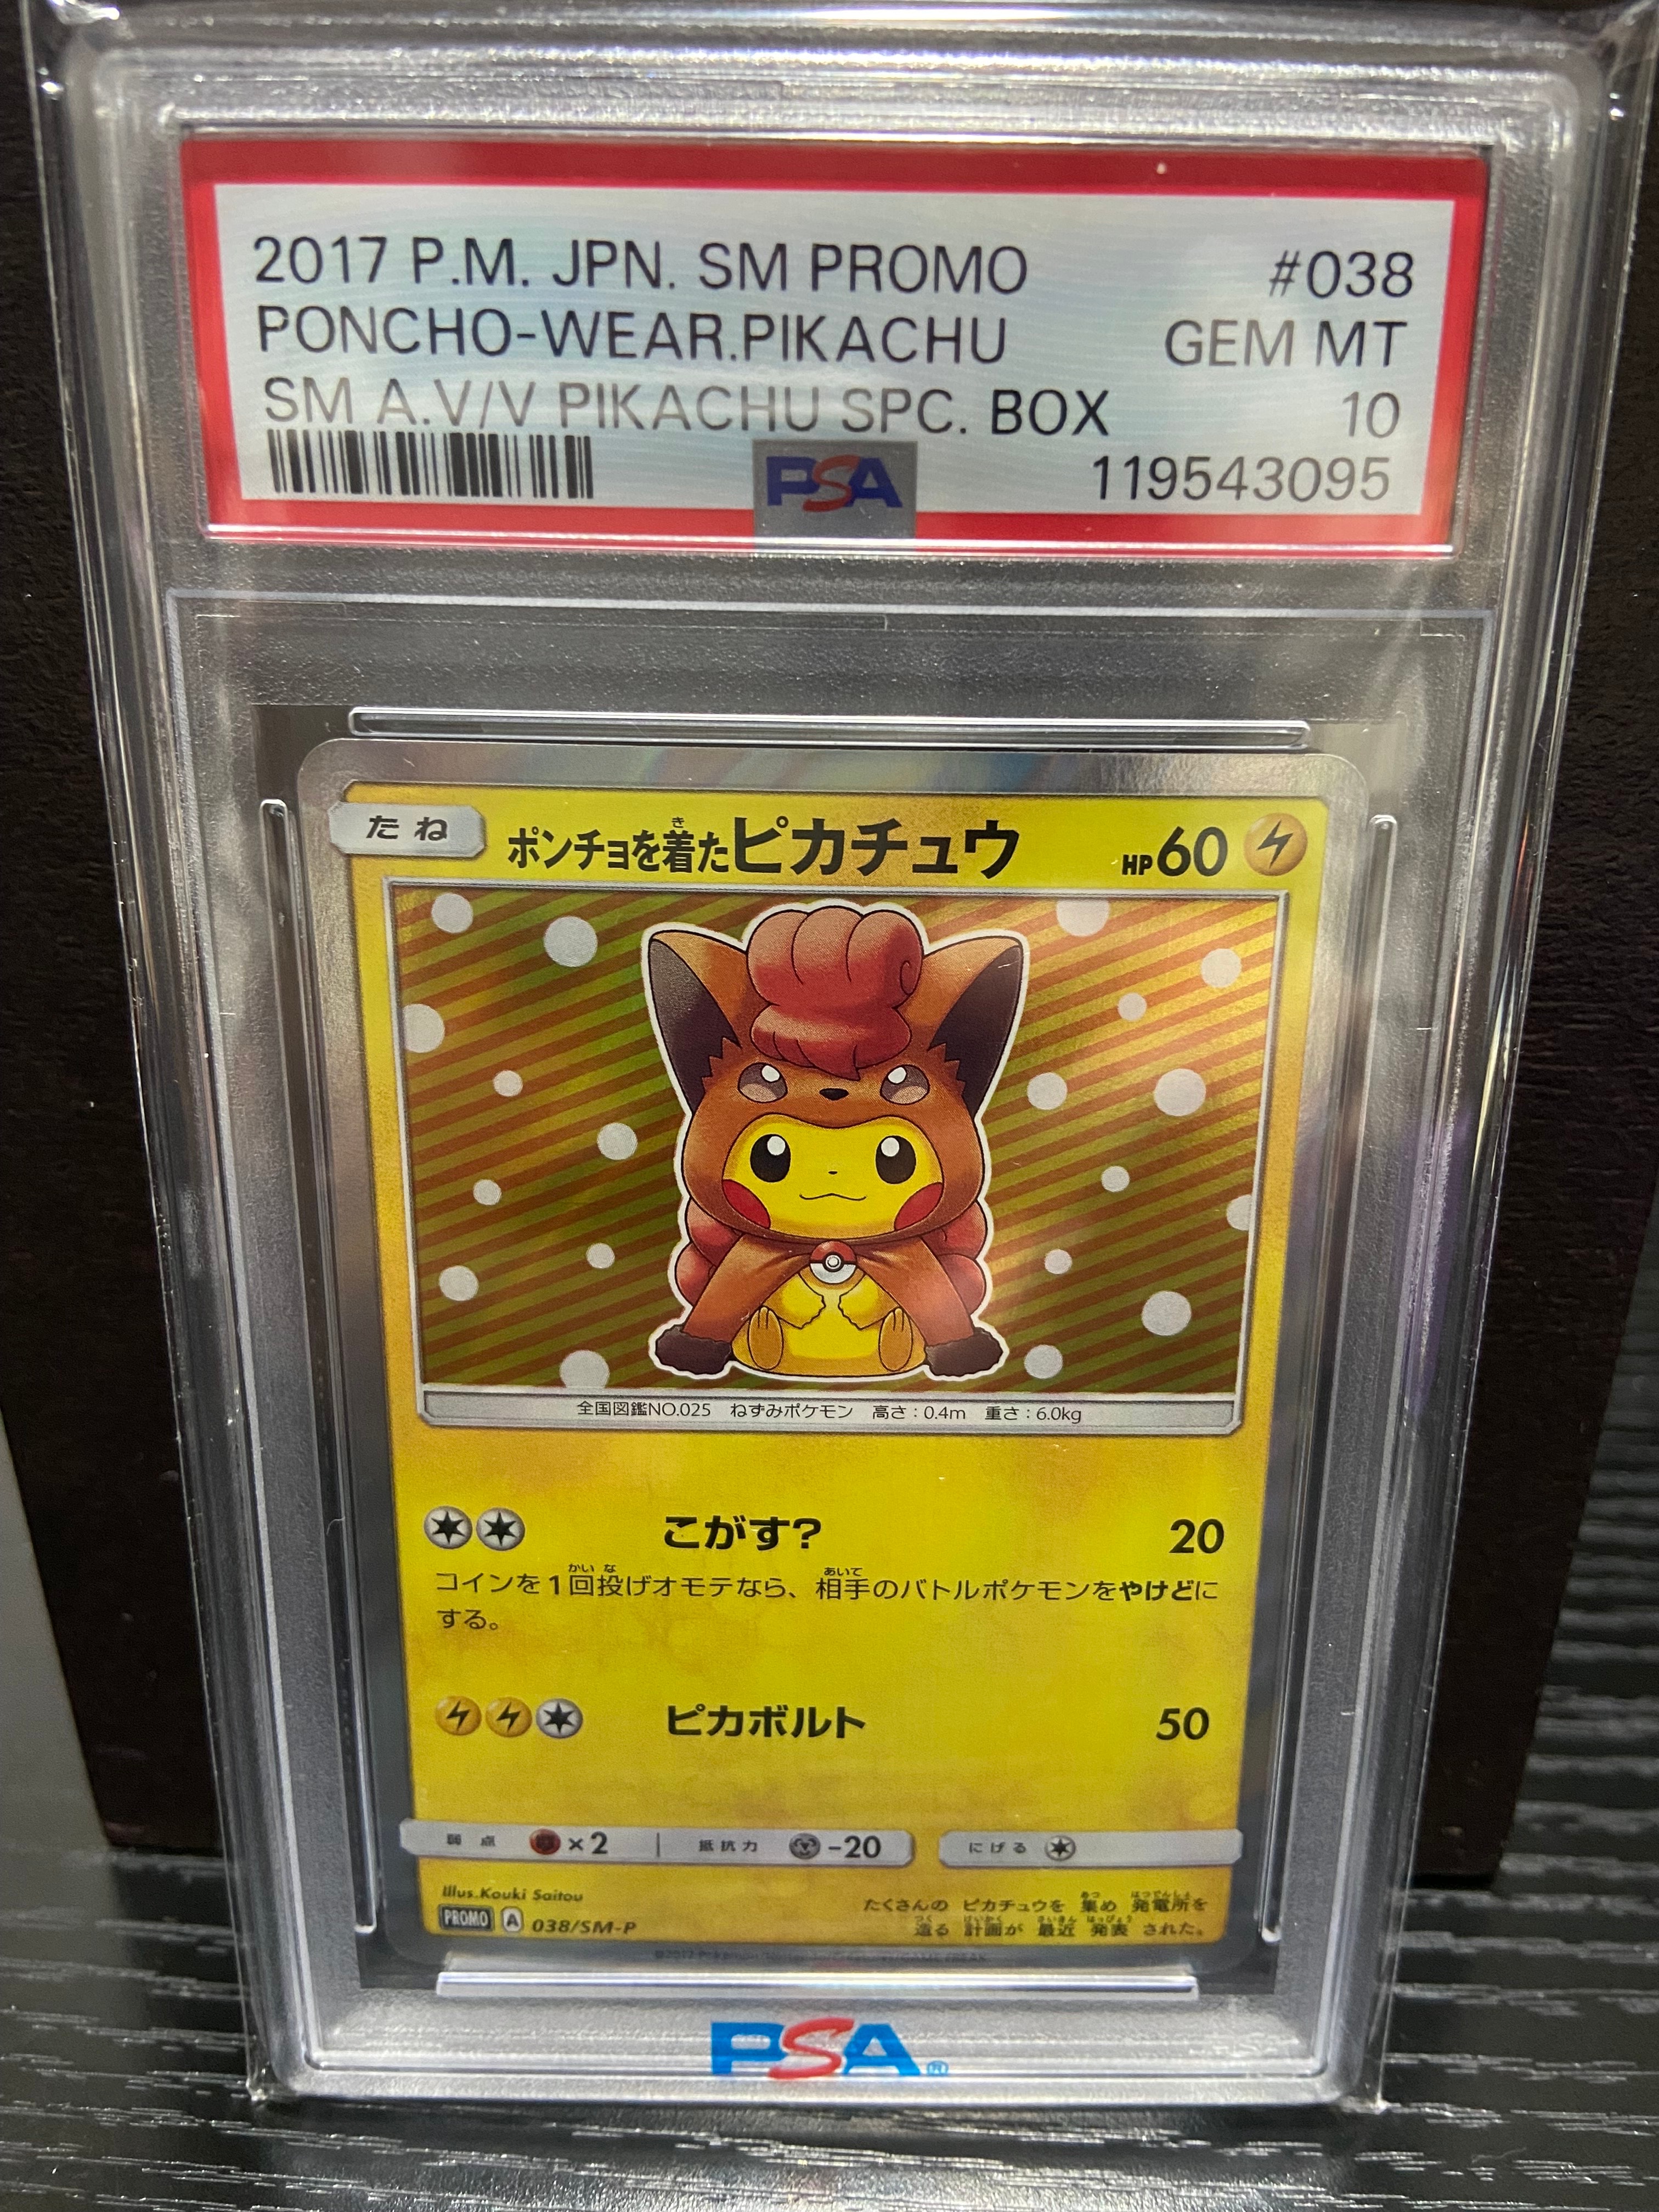 2017 P.M. JPN. SM PROMO #038
PONCHO-WEAR.PIKACHU GEM MT
SM A.V/V PIKACHU SPC. BOX 10
PSA 119543095
たね ポンチョを着たピカチュウ HP60
き
全国図鑑NO.025 ねずみポケモン 高さ:0.4m 重さ:6.0kg
こがす? 20
かい な あいて
コインを1回投げオモテなら、相手のバトルポケモンをやけどに
する。
ピカボルト 50
弱点 ×2 抵抗力 -20 にげる
Illus.Kouki Saitou
PROMO A 038/SM-P
たくさんの ピカチュウを 集め 発電所を
造る 計画が 最近 発表 された。
PSA®